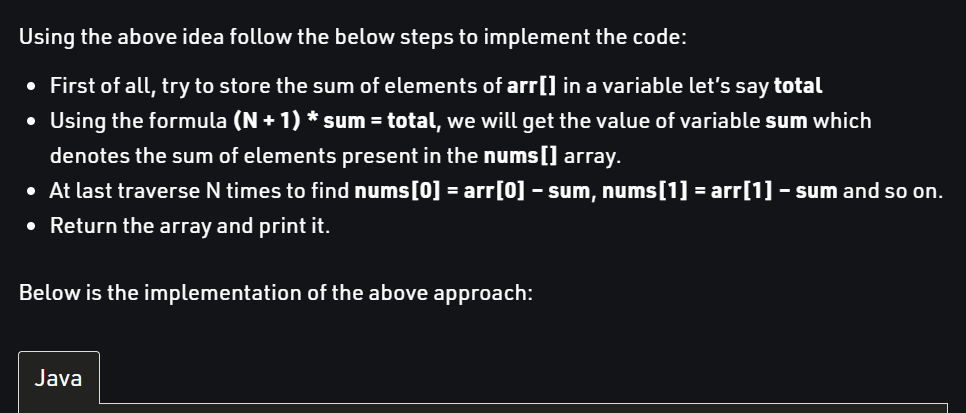 Using the above idea follow the below steps to implement the code:
• First of all, try to store the sum of elements of arr[] in a variable let’s say total
• Using the formula (N + 1) * sum = total, we will get the value of variable sum which
denotes the sum of elements present in the nums[] array.
• At last traverse N times to find nums[0] = arr[0] – sum, nums[1] = arr[1] – sum and so on.
• Return the array and print it.
Below is the implementation of the above approach:
Java